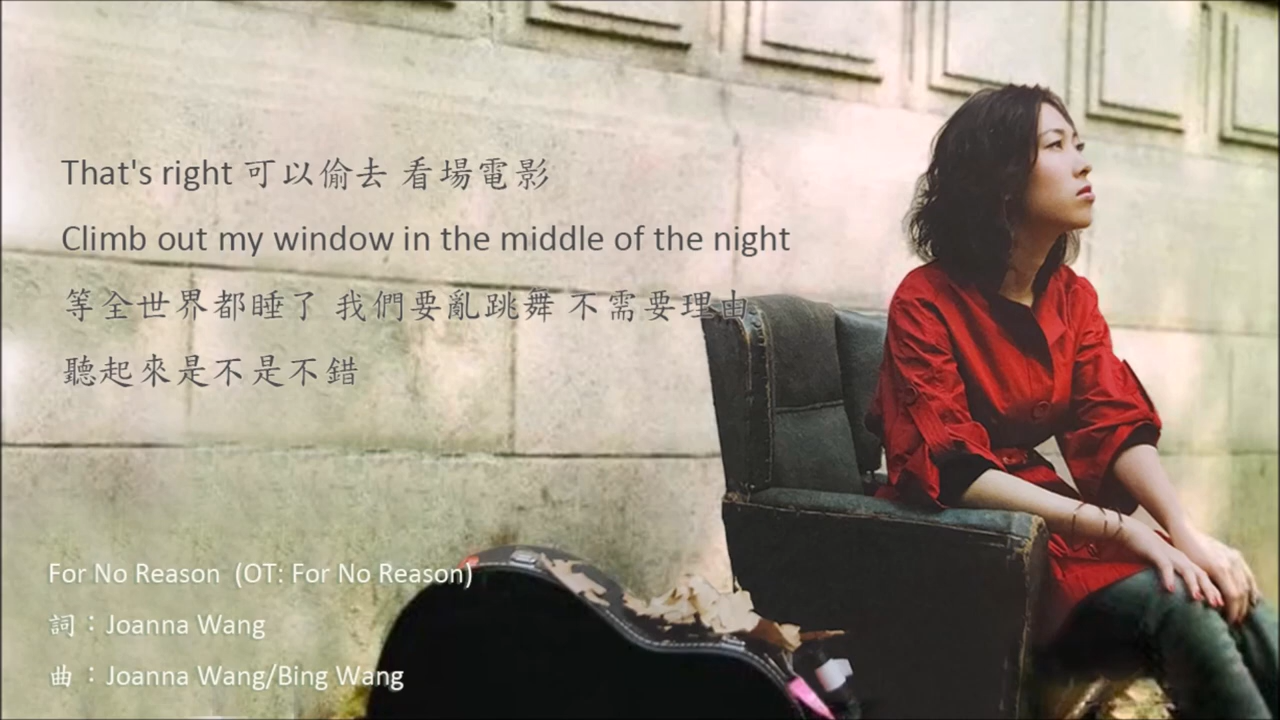 That's right 可以偷去 看場電影
Climb out my window in the middle of the night
等全世界都睡了 我們要亂跳舞 不需要理由
聽起來是不是不錯
For No Reason (OT: For No Reason)
詞：Joanna Wang
曲：Joanna Wang/Bing Wang